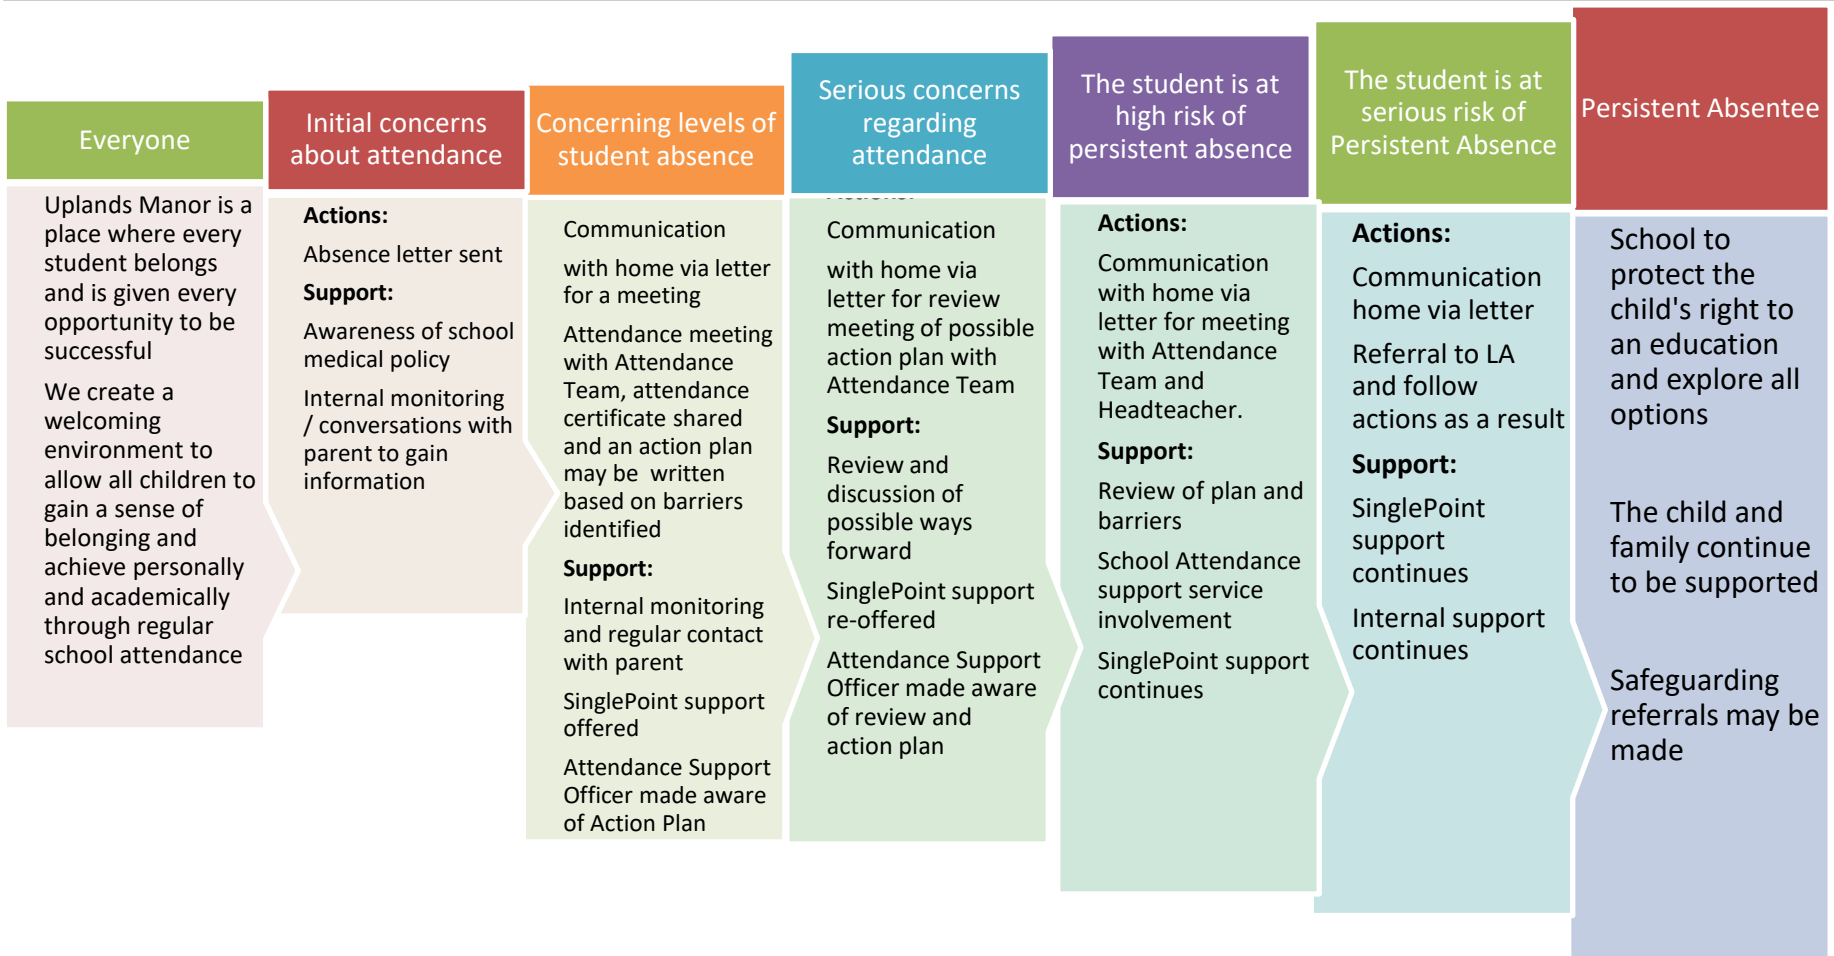 Everyone
Uplands Manor is a
place where every
student belongs
and is given every
opportunity to be
successful
We create a
welcoming
environment to
allow all children to
gain a sense of
belonging and
achieve personally
and academically
through regular
school attendance
Initial concerns
about attendance
Actions:
Absence letter sent
Support:
Awareness of school
medical policy
Internal monitoring
/ conversations with
parent to gain
information
Concerning levels of
student absence
Communication
with home via letter
for a meeting
Attendance meeting
with Attendance
Team, attendance
certificate shared
and an action plan
may be  written
based on barriers
identified
Support:
Internal monitoring
and regular contact
with parent
SinglePoint support
offered
Attendance Support
Officer made aware
of Action Plan
Serious concerns
regarding
attendance
Communication
with home via
letter for review
meeting of possible
action plan with
Attendance Team
Support:
Review and
discussion of
possible ways
forward
SinglePoint support
re-offered
Attendance Support
Officer made aware
of review and
action plan
The student is at
high risk of
persistent absence
Actions:
Communication
with home via
letter for meeting
with Attendance
Team and
Headteacher.
Support:
Review of plan and
barriers
School Attendance
support service
involvement
SinglePoint support
continues
The student is at
serious risk of
Persistent Absence
Actions:
Communication
home via letter
Referral to LA
and follow
actions as a result
Support:
SinglePoint
support
continues
Internal support
continues
Persistent Absentee
School to
protect the
child's right to
an education
and explore all
options
The child and
family continue
to be supported
Safeguarding
referrals may be
made